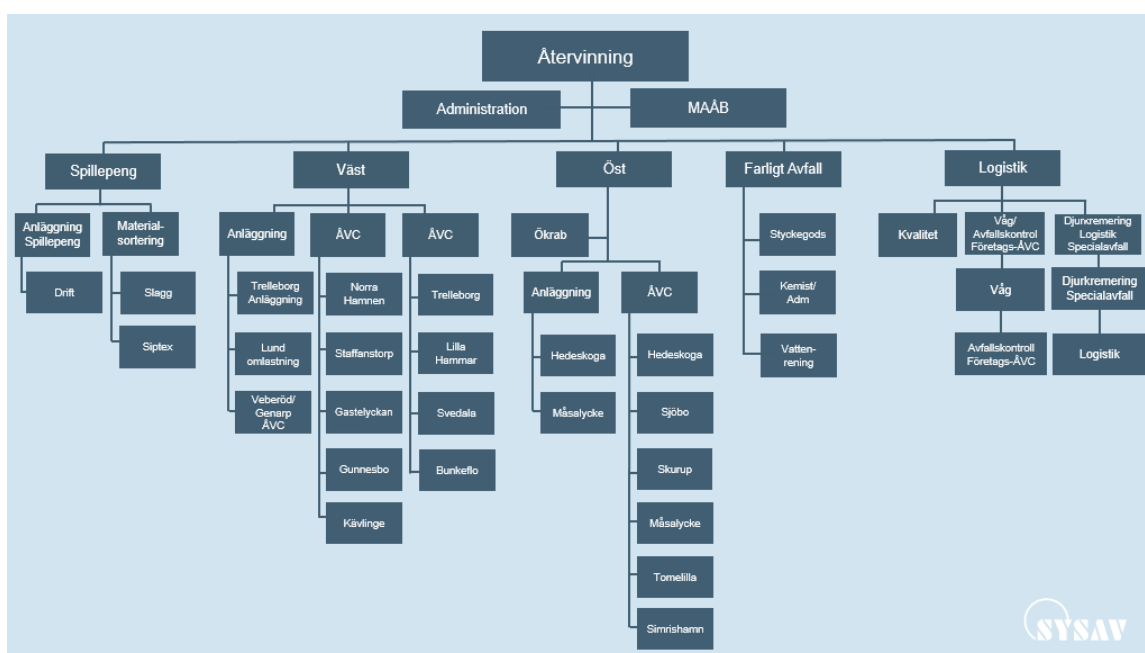 Återvinning
Administration
MAÅB
Spillepeng
Väst
Öst
Farligt Avfall
Logistik
Anläggning
Spillepeng
Material-
sortering
Drift
Slagg
Siptex
Anläggning
ÅVC
ÅVC
Trelleborg
Anläggning
Lund
omlastning
Veberöd/
Genarp
ÅVC
Norra
Hamnen
Staffanstorp
Gastelyckan
Gunnesbo
Kävlinge
Trelleborg
Lilla
Hammar
Svedala
Bunkeflo
Ökrab
Anläggning
ÅVC
Hedeskoga
Måsalycke
Hedeskoga
Sjöbo
Skurup
Måsalycke
Tomelilla
Simrishamn
Styckegods
Kemist/
Adm
Vatten-
rening
Kvalitet
Våg/
Avfallskontrol
Företags-ÅVC
Våg
Avfallskontroll
Företags-ÅVC
Djurkremering
Logistik
Specialavfall
Djurkremering
Specialavfall
Logistik
SYSAV